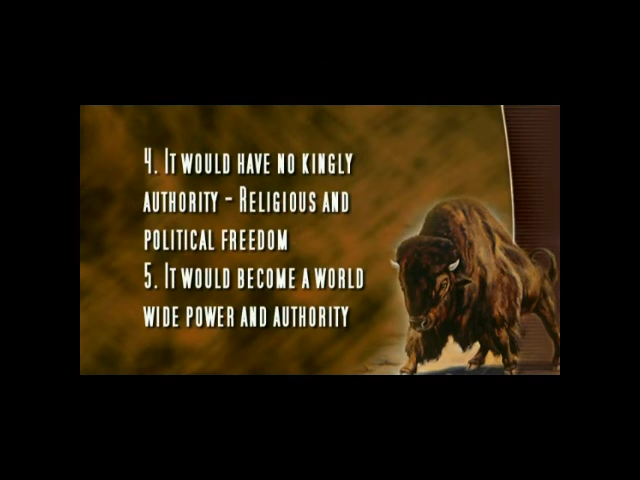 4. It would have no kingly
authority - Religious and
political freedom
5. It would become a world
wide power and authority